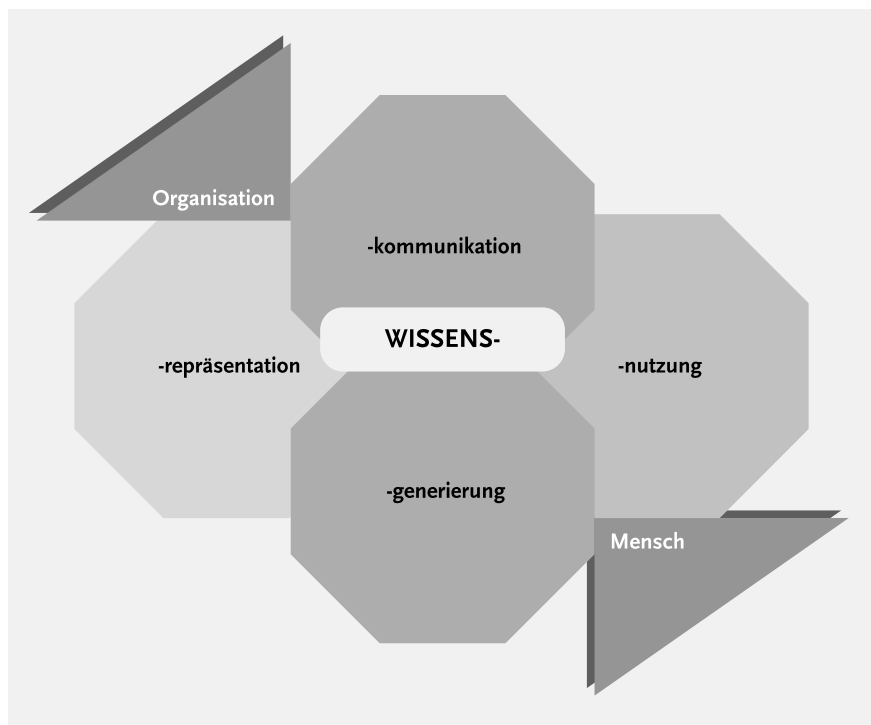 Organisation
-kommunikation
WISSENS-
-repräsentation
-nutzung
-generierung
Mensch